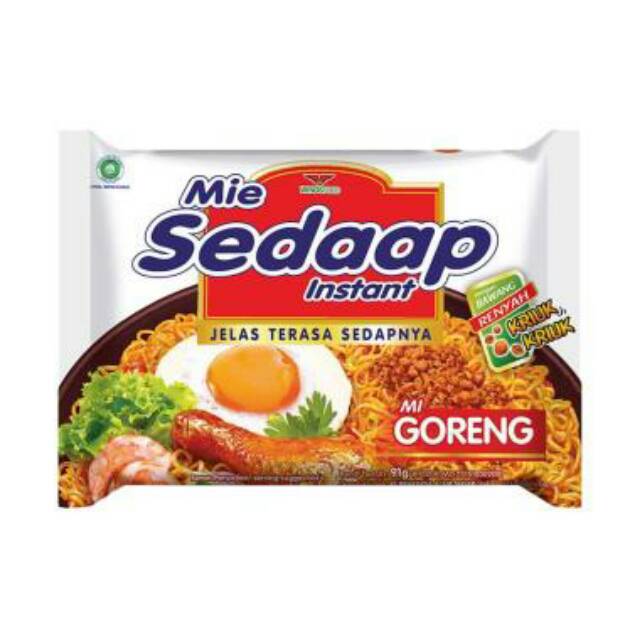 Mie
Sedaap
Instant
JELAS TERASA SEDAPNYA
BAWANG
RENYAH
KRIUK
KRIUK
MI
GORENG
91g